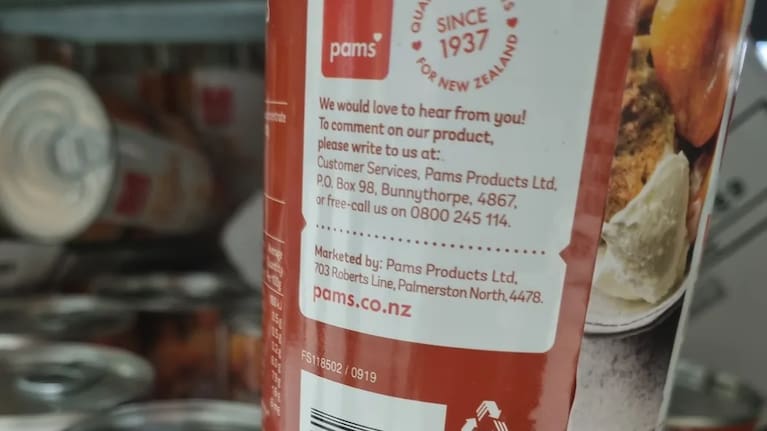 pams
SINCE
1937
FOR NEW ZEALAND
We would love to hear from you!
To comment on our product,
please write to us at:
Customer Services, Pams Products Ltd,
P.O. Box 98, Bunnythorpe, 4867,
or free-call us on 0800 245 114.
Marketed by: Pams Products Ltd,
703 Roberts Line, Palmerston North, 4478.
pams.co.nz
FS118502 / 0919